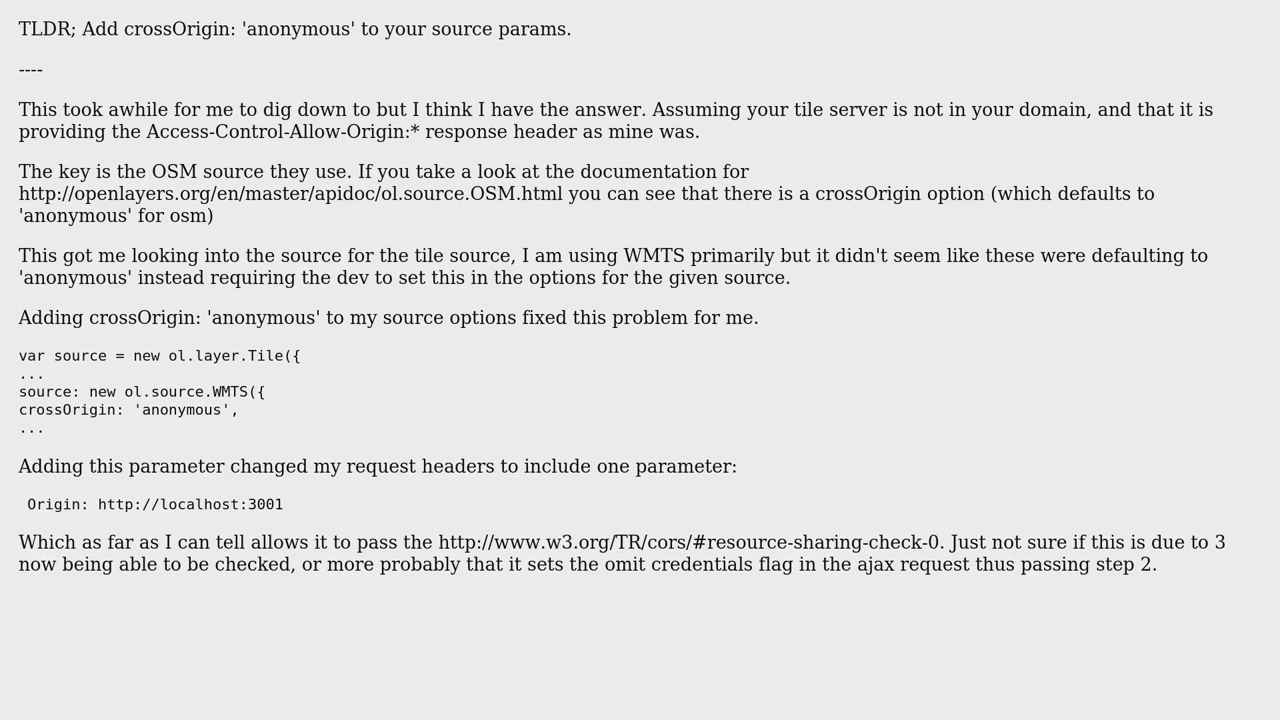 TLDR; Add crossOrigin: 'anonymous' to your source params.
----
This took awhile for me to dig down to but I think I have the answer. Assuming your tile server is not in your domain, and that it is
providing the Access-Control-Allow-Origin:* response header as mine was.
The key is the OSM source they use. If you take a look at the documentation for
http://openlayers.org/en/master/apidoc/ol.source.OSM.html you can see that there is a crossOrigin option (which defaults to
'anonymous' for osm)
This got me looking into the source for the tile source, I am using WMTS primarily but it didn't seem like these were defaulting to
'anonymous' instead requiring the dev to set this in the options for the given source.
Adding crossOrigin: 'anonymous' to my source options fixed this problem for me.
var source = new ol.layer.Tile({
...
source: new ol.source.WMTS({
crossOrigin: 'anonymous',
...
Adding this parameter changed my request headers to include one parameter:
Origin: http://localhost:3001
Which as far as I can tell allows it to pass the http://www.w3.org/TR/cors/#resource-sharing-check-0. Just not sure if this is due to 3
now being able to be checked, or more probably that it sets the omit credentials flag in the ajax request thus passing step 2.